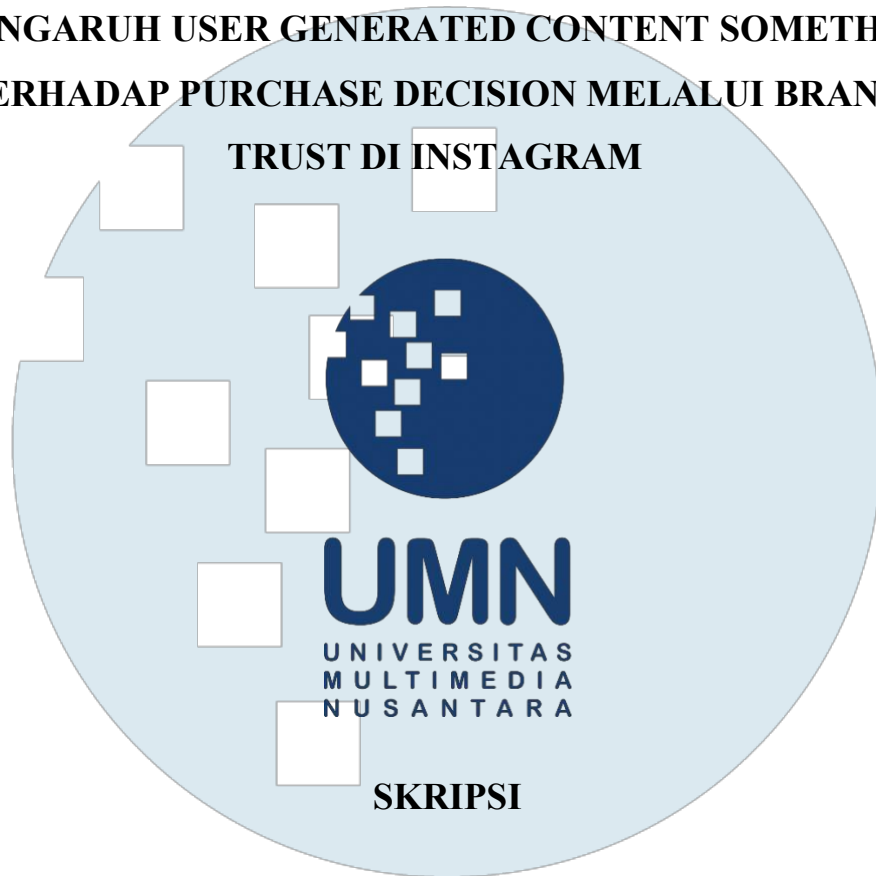 NGARUH USER GENERATED CONTENT SOMETH
ERHADAP PURCHASE DECISION MELALUI BRAN
TRUST DI INSTAGRAM
UMN
UNIVERSITAS
MULTIMEDIA
NUSANTARA
SKRIPSI